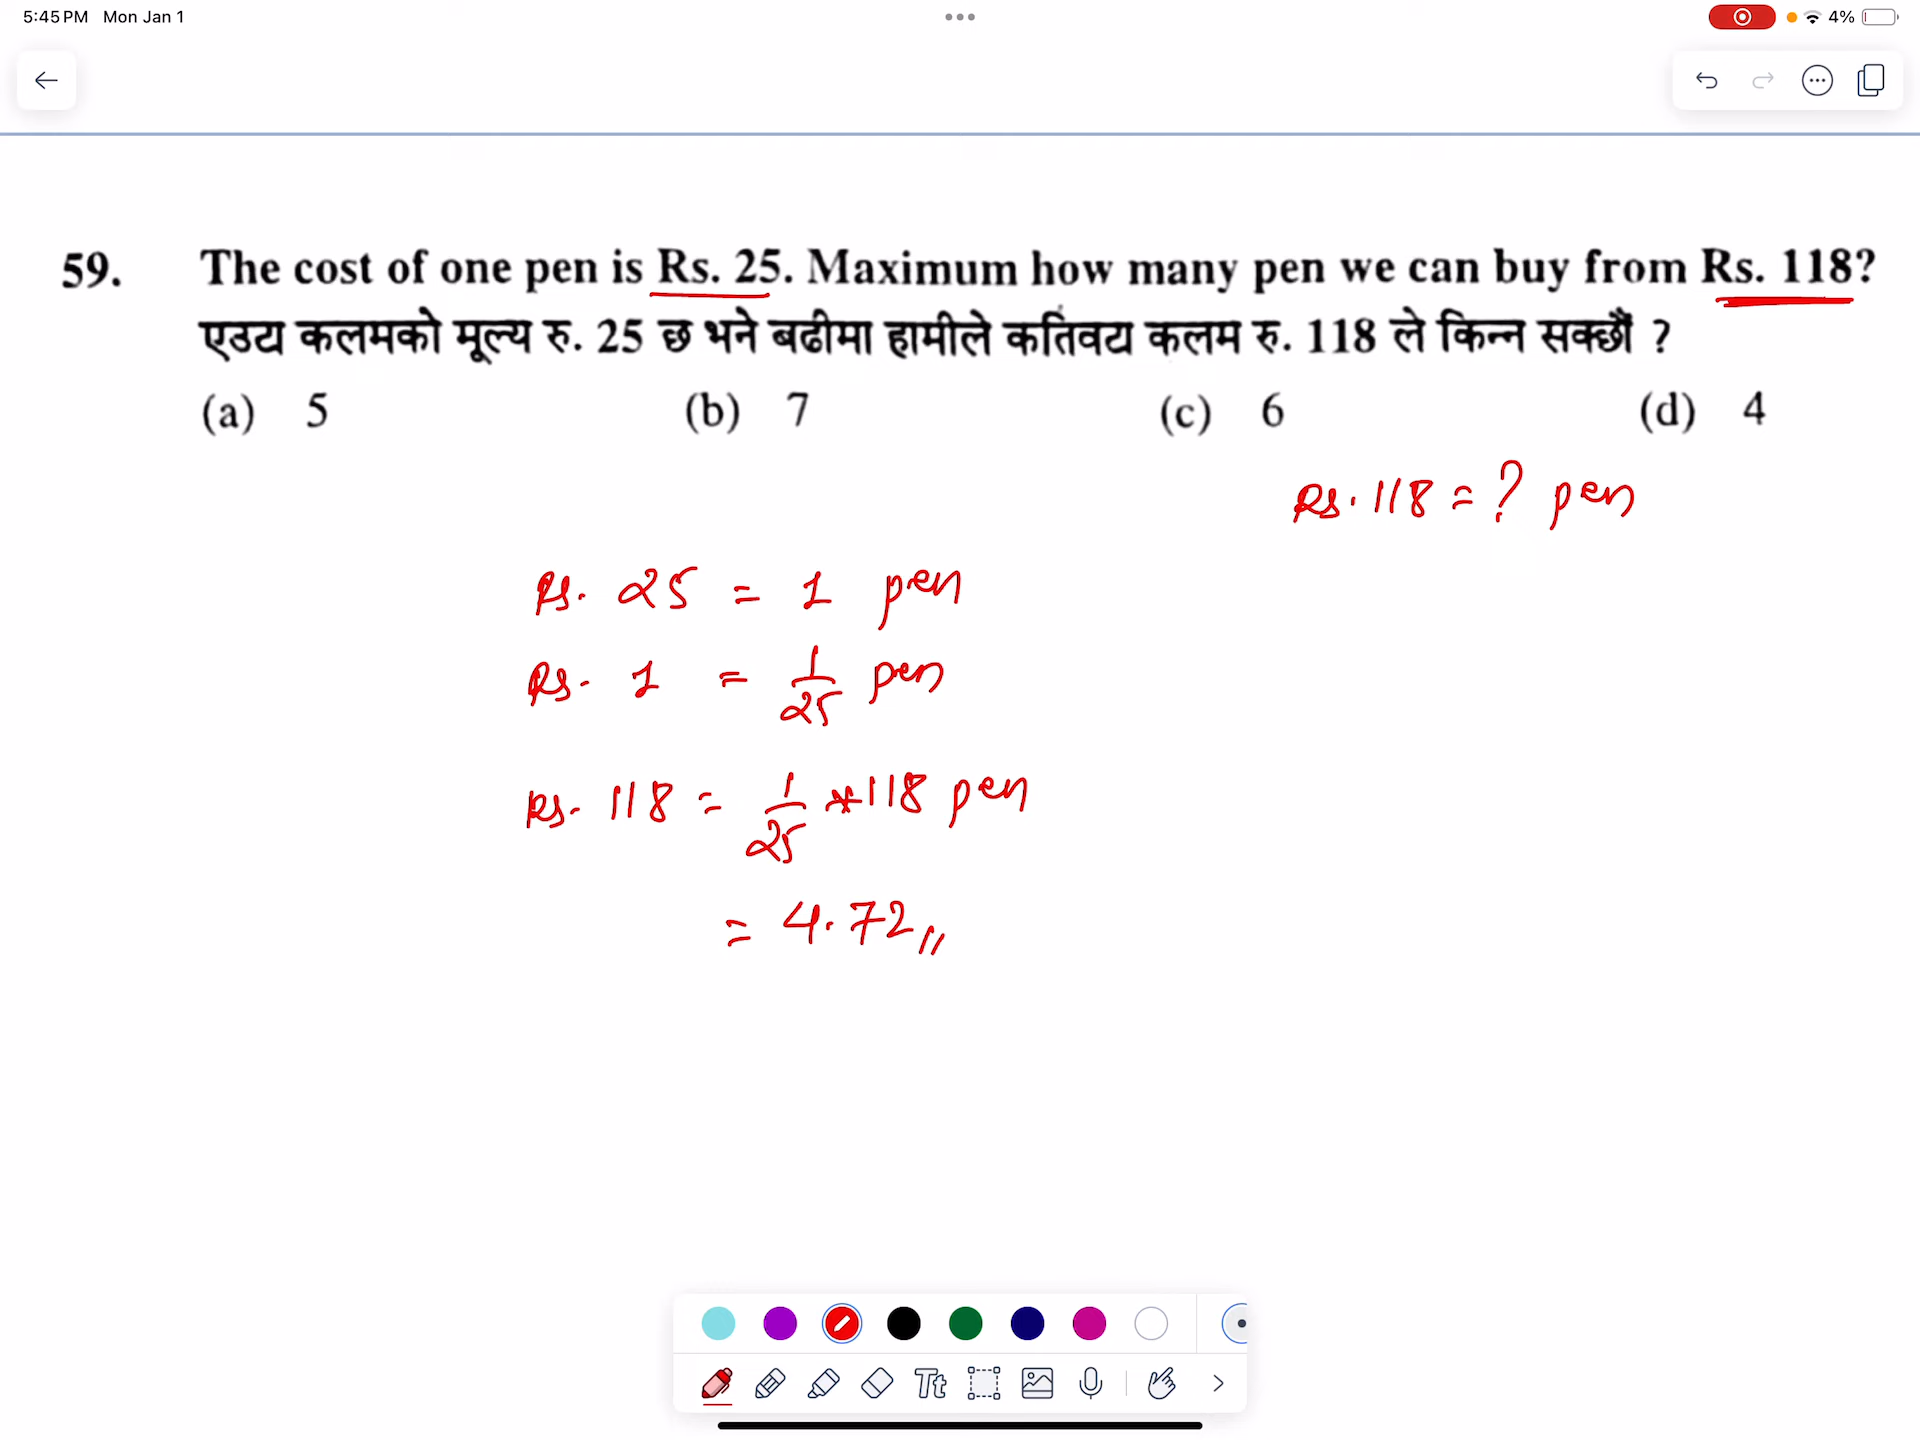 5:45 PM Mon Jan 1
4%
59. The cost of one pen is Rs. 25. Maximum how many pen we can buy from Rs. 118?
एउटा कलमको मूल्य रु. 25 छ भने बढीमा हामीले कतिवटा कलम रु. 118 ले किन्न सक्छौं ?
(a) 5 (b) 7 (c) 6 (d) 4
Rs. 118 = ? pen
Rs. 25 = 1 pen
Rs. 1 = 1/25 pen
Rs. 118 = 1/25 * 118 pen
= 4.72 "
Tt